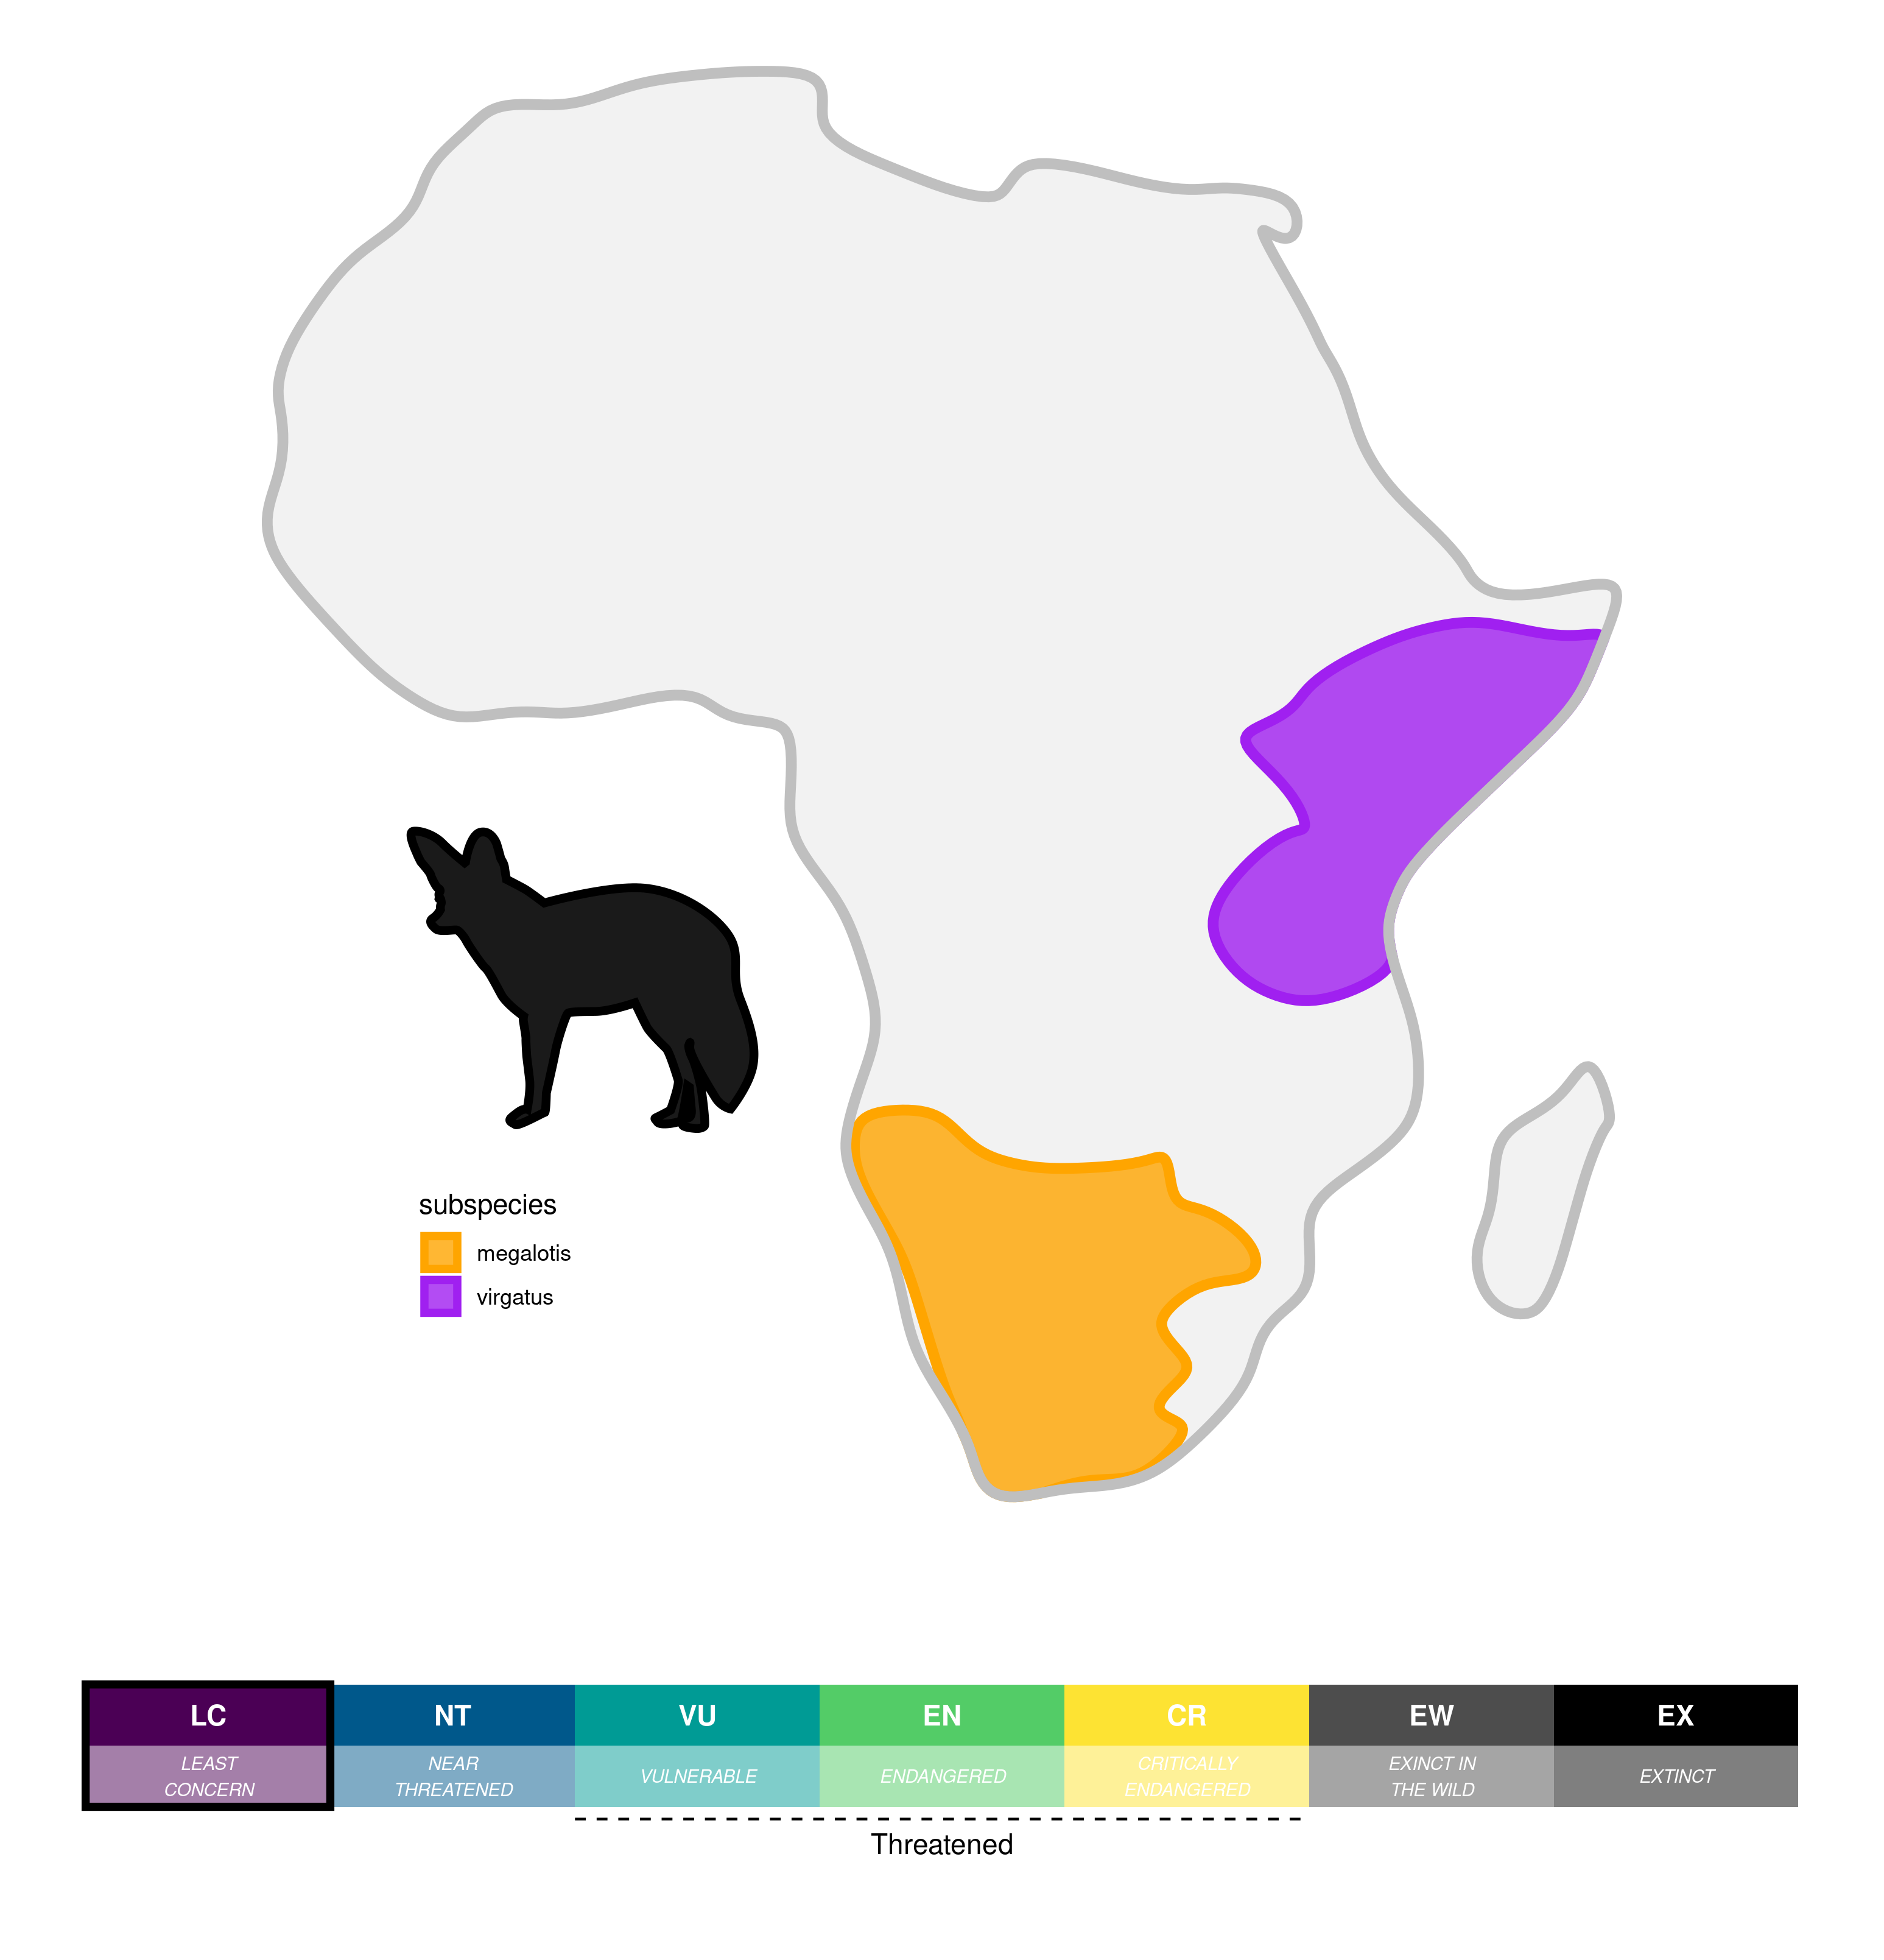 subspecies
megalotis
virgatus
LC
NT
VU
EN
CR
EW
EX
LEAST
CONCERN
NEAR
THREATENED
VULNERABLE
ENDANGERED
CRITICALLY
ENDANGERED
EXINCT IN
THE WILD
EXTINCT
Threatened